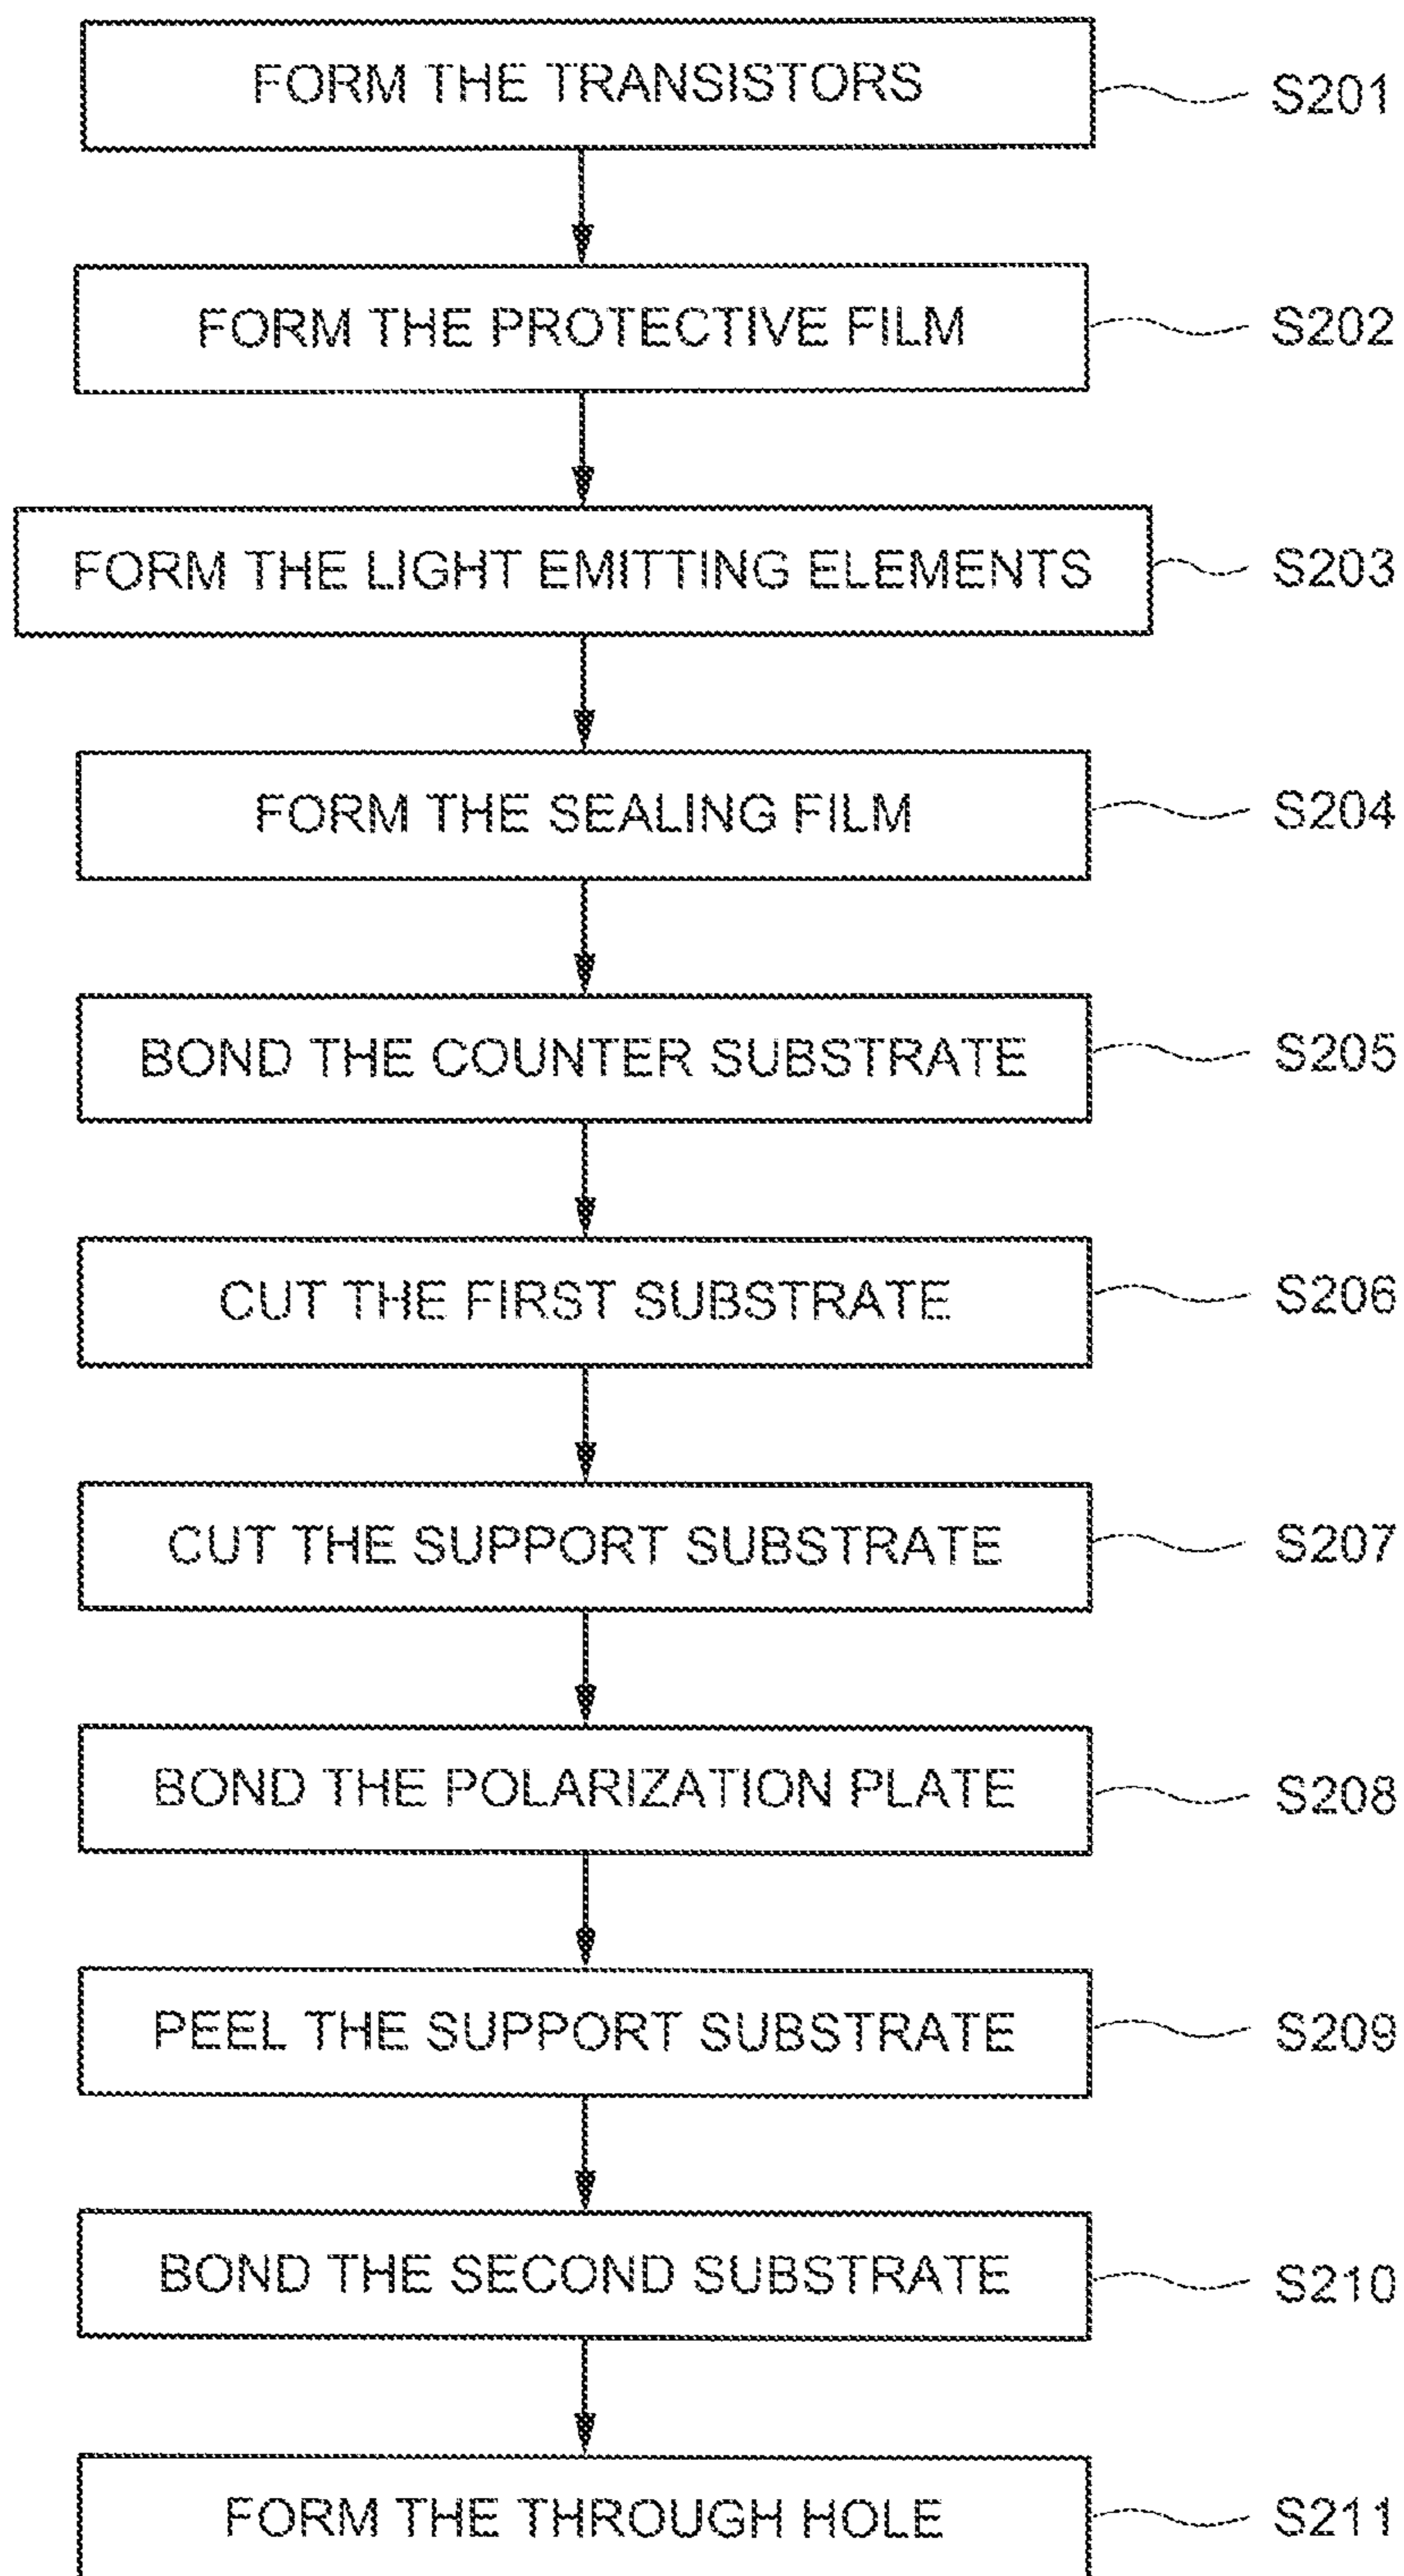 FORM THE TRANSISTORS S201
FORM THE PROTECTIVE FILM S202
FORM THE LIGHT EMITTING ELEMENTS S203
FORM THE SEALING FILM S204
BOND THE COUNTER SUBSTRATE S205
CUT THE FIRST SUBSTRATE S206
CUT THE SUPPORT SUBSTRATE S207
BOND THE POLARIZATION PLATE S208
PEEL THE SUPPORT SUBSTRATE S209
BOND THE SECOND SUBSTRATE S210
FORM THE THROUGH HOLE S211